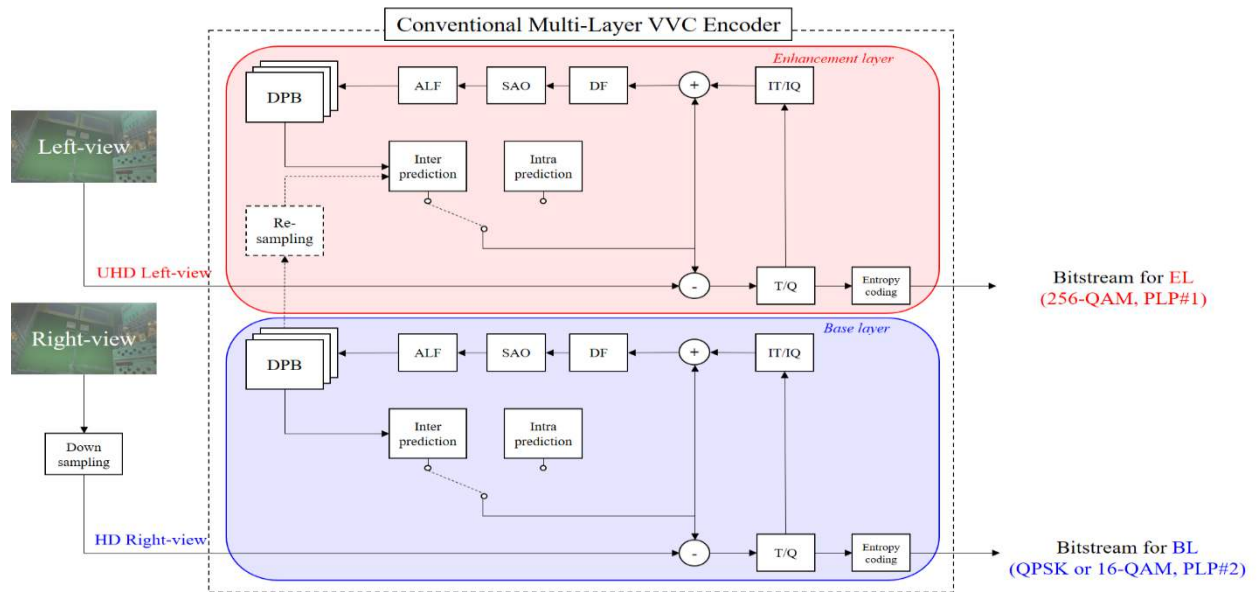 Conventional Multi-Layer VVC Encoder
Enhancement layer
DPB
ALF
SAO
DF
+
IT/IQ
Left-view
Inter
prediction
Intra
prediction
Re-
sampling
UHD Left-view
-
T/Q
Entropy
coding
Bitstream for EL
(256-QAM, PLP#1)
Right-view
Base layer
DPB
ALF
SAO
DF
+
IT/IQ
Inter
prediction
Intra
prediction
Down
sampling
HD Right-view
-
T/Q
Entropy
coding
Bitstream for BL
(QPSK or 16-QAM, PLP#2)